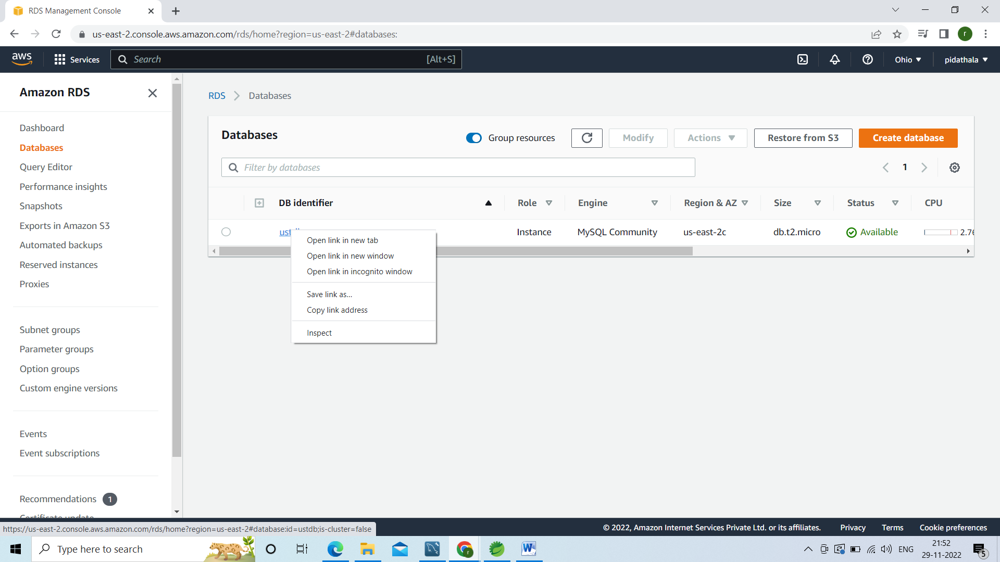 RDS Management Console
us-east-2.console.aws.amazon.com/rds/home?region=us-east-2#databases:
r
aws
Services
Search
[Alt+S]
Ohio
pidathala
Amazon RDS
Dashboard
Databases
Query Editor
Performance insights
Snapshots
Exports in Amazon S3
Automated backups
Reserved instances
Proxies
Subnet groups
Parameter groups
Option groups
Custom engine versions
Events
Event subscriptions
Recommendations 1
Certificate update
RDS
Databases
Databases
Group resources
Modify
Actions
Restore from S3
Create database
Filter by databases
1
DB identifier Role Engine Region & AZ Size Status CPU
Instance MySQL Community us-east-2c db.t2.micro Available
Open link in new tab
Open link in new window
Open link in incognito window
Save link as...
Copy link address
Inspect
https://us-east-2.console.aws.amazon.com/rds/home?region=us-east-2#database:id=ustdb;is-cluster=false
© 2022, Amazon Internet Services Private Ltd. or its affiliates. Privacy Terms Cookie preferences
Type here to search
r
W
ENG
21:52
29-11-2022
5